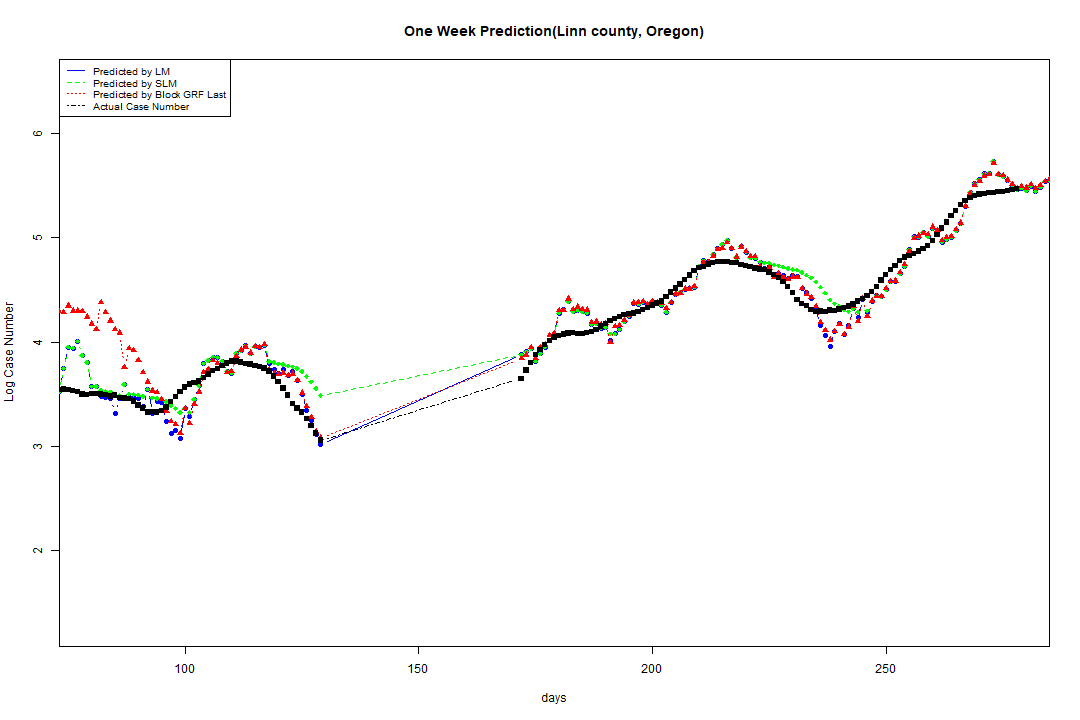 One Week Prediction(Linn county, Oregon)
Predicted by LM
Predicted by SLM
Predicted by Block GRF Last
Actual Case Number
6
5
4
3
2
Log Case Number
100
150
200
250
days